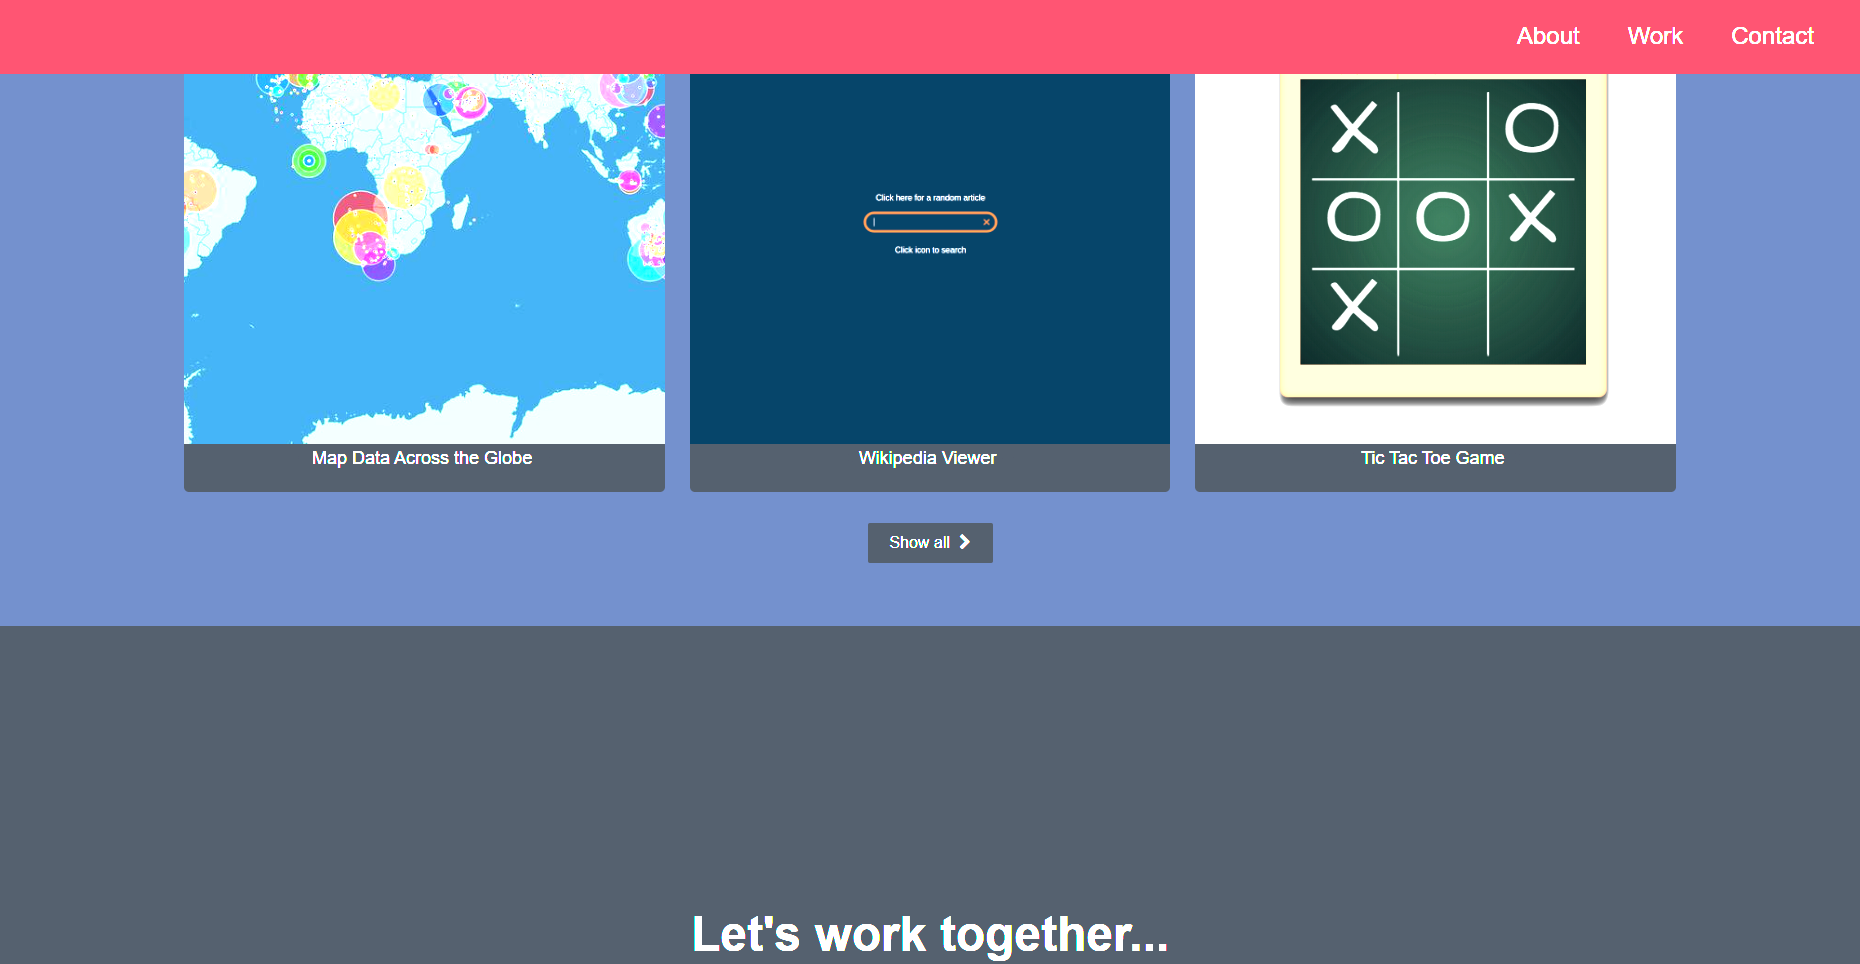 About Work Contact
X O
O O X
X
Click here for a random article
Click icon to search
Map Data Across the Globe
Wikipedia Viewer
Tic Tac Toe Game
Show all
Let's work together...